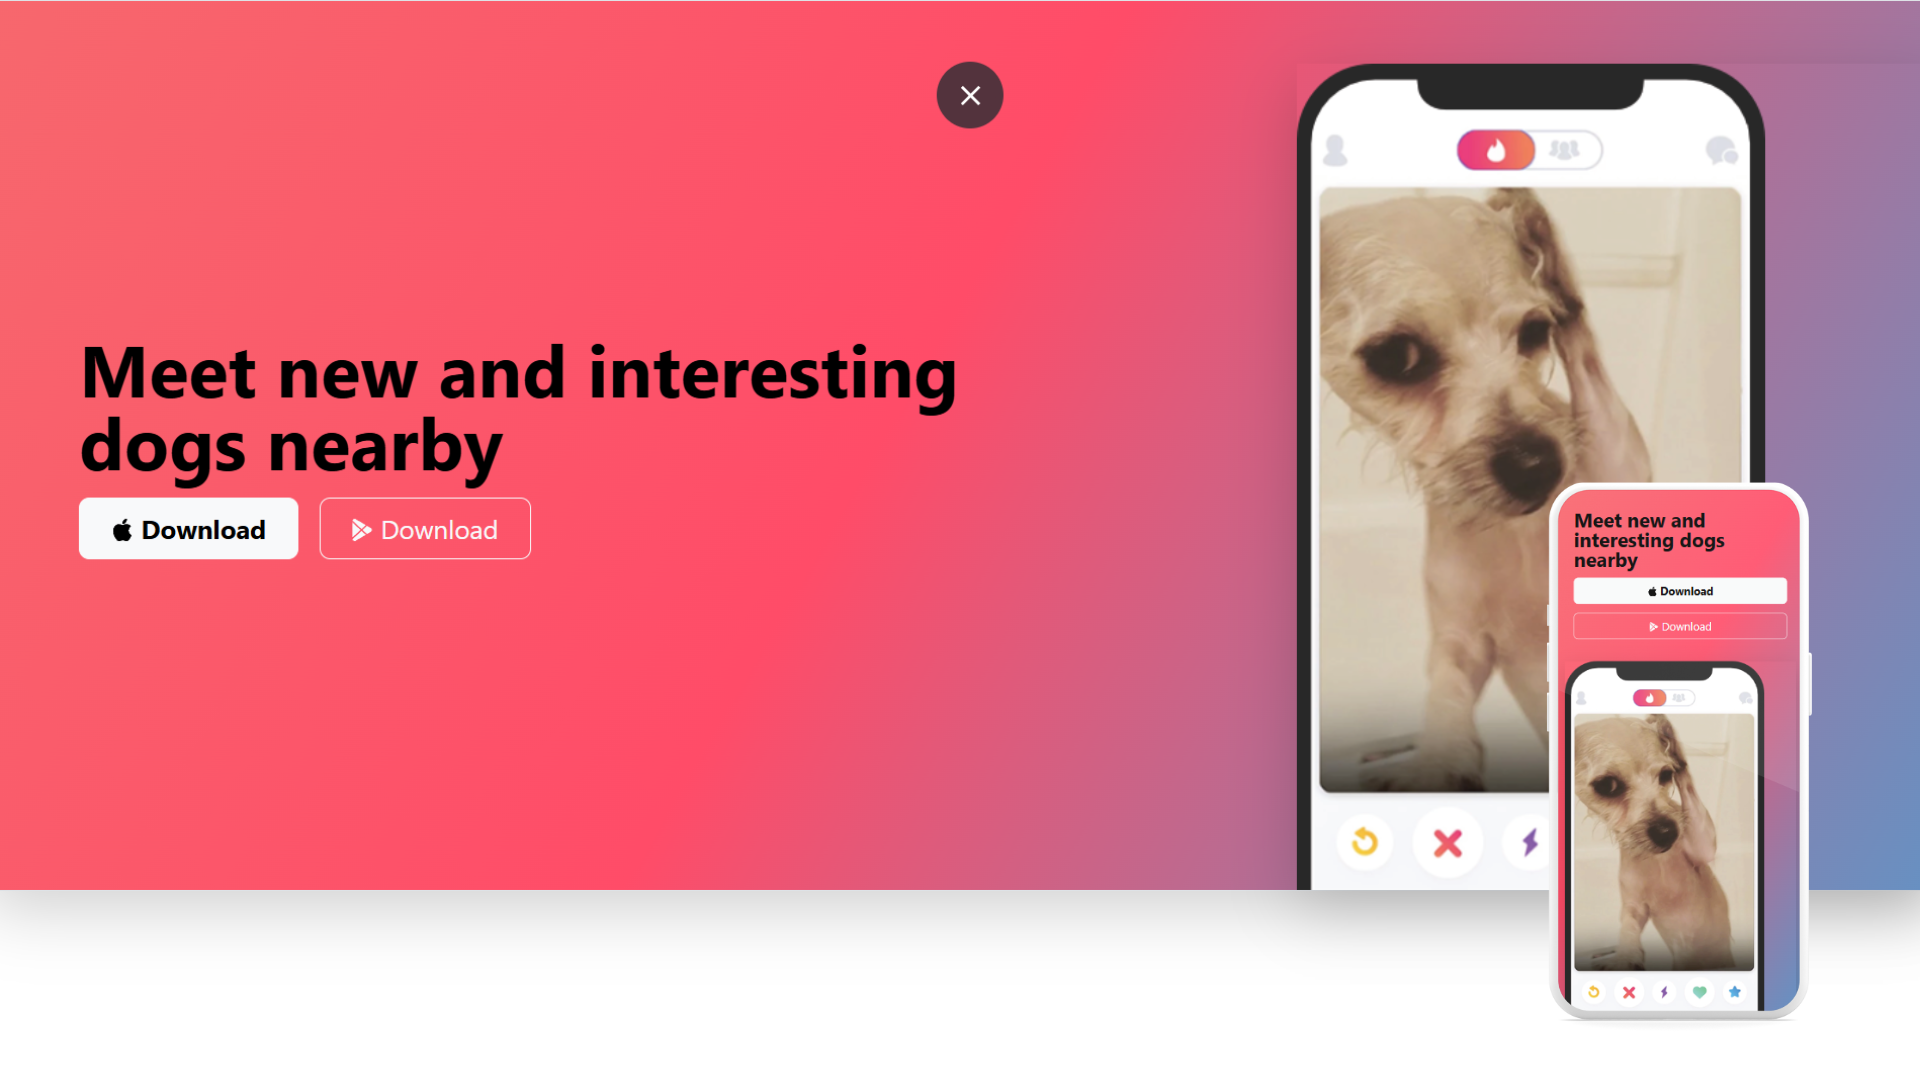 Meet new and interesting
dogs nearby
Download
Download
Meet new and
interesting dogs
nearby
Download
Download